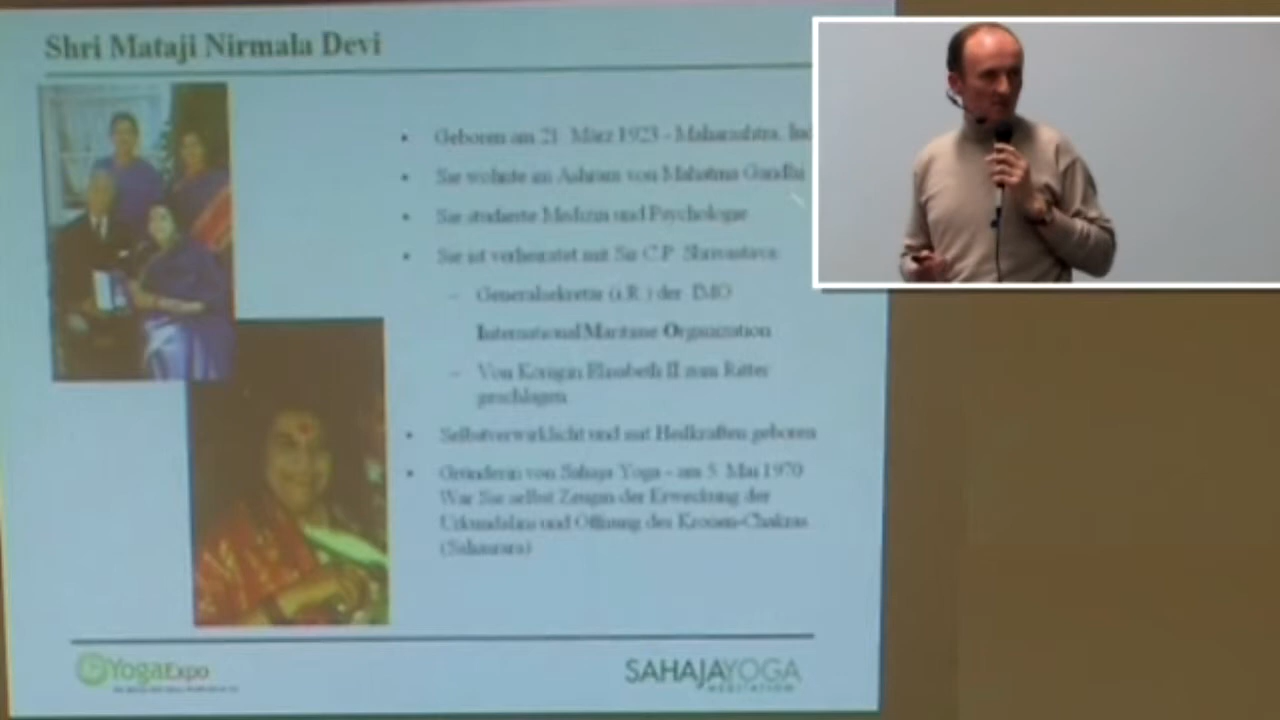 Shri Mataji Nirmala Devi
• Geboren am 21. März 1923 - Maharashtra, Ind
• Sie wohnte im Ashram von Mahatma Gandhi
• Sie studierte Medizin und Psychologie
• Sie ist verheiratet mit Sir C.P. Shrivastava
– Generalsekretär (i.R.) der IMO
International Maritime Organization
– Von Königin Elisabeth II zum Ritter
geschlagen
• Selbstverwirklicht und mit Heilkräften geboren
• Gründerin von Sahaja Yoga – am 5. Mai 1970
War Sie selbst Zeugin der Erweckung der
Urkundalini und Öffnung des Kronen-Chakras
(Sahasrara)
YogaExpo
SAHAJAYOGA
MEDITATION